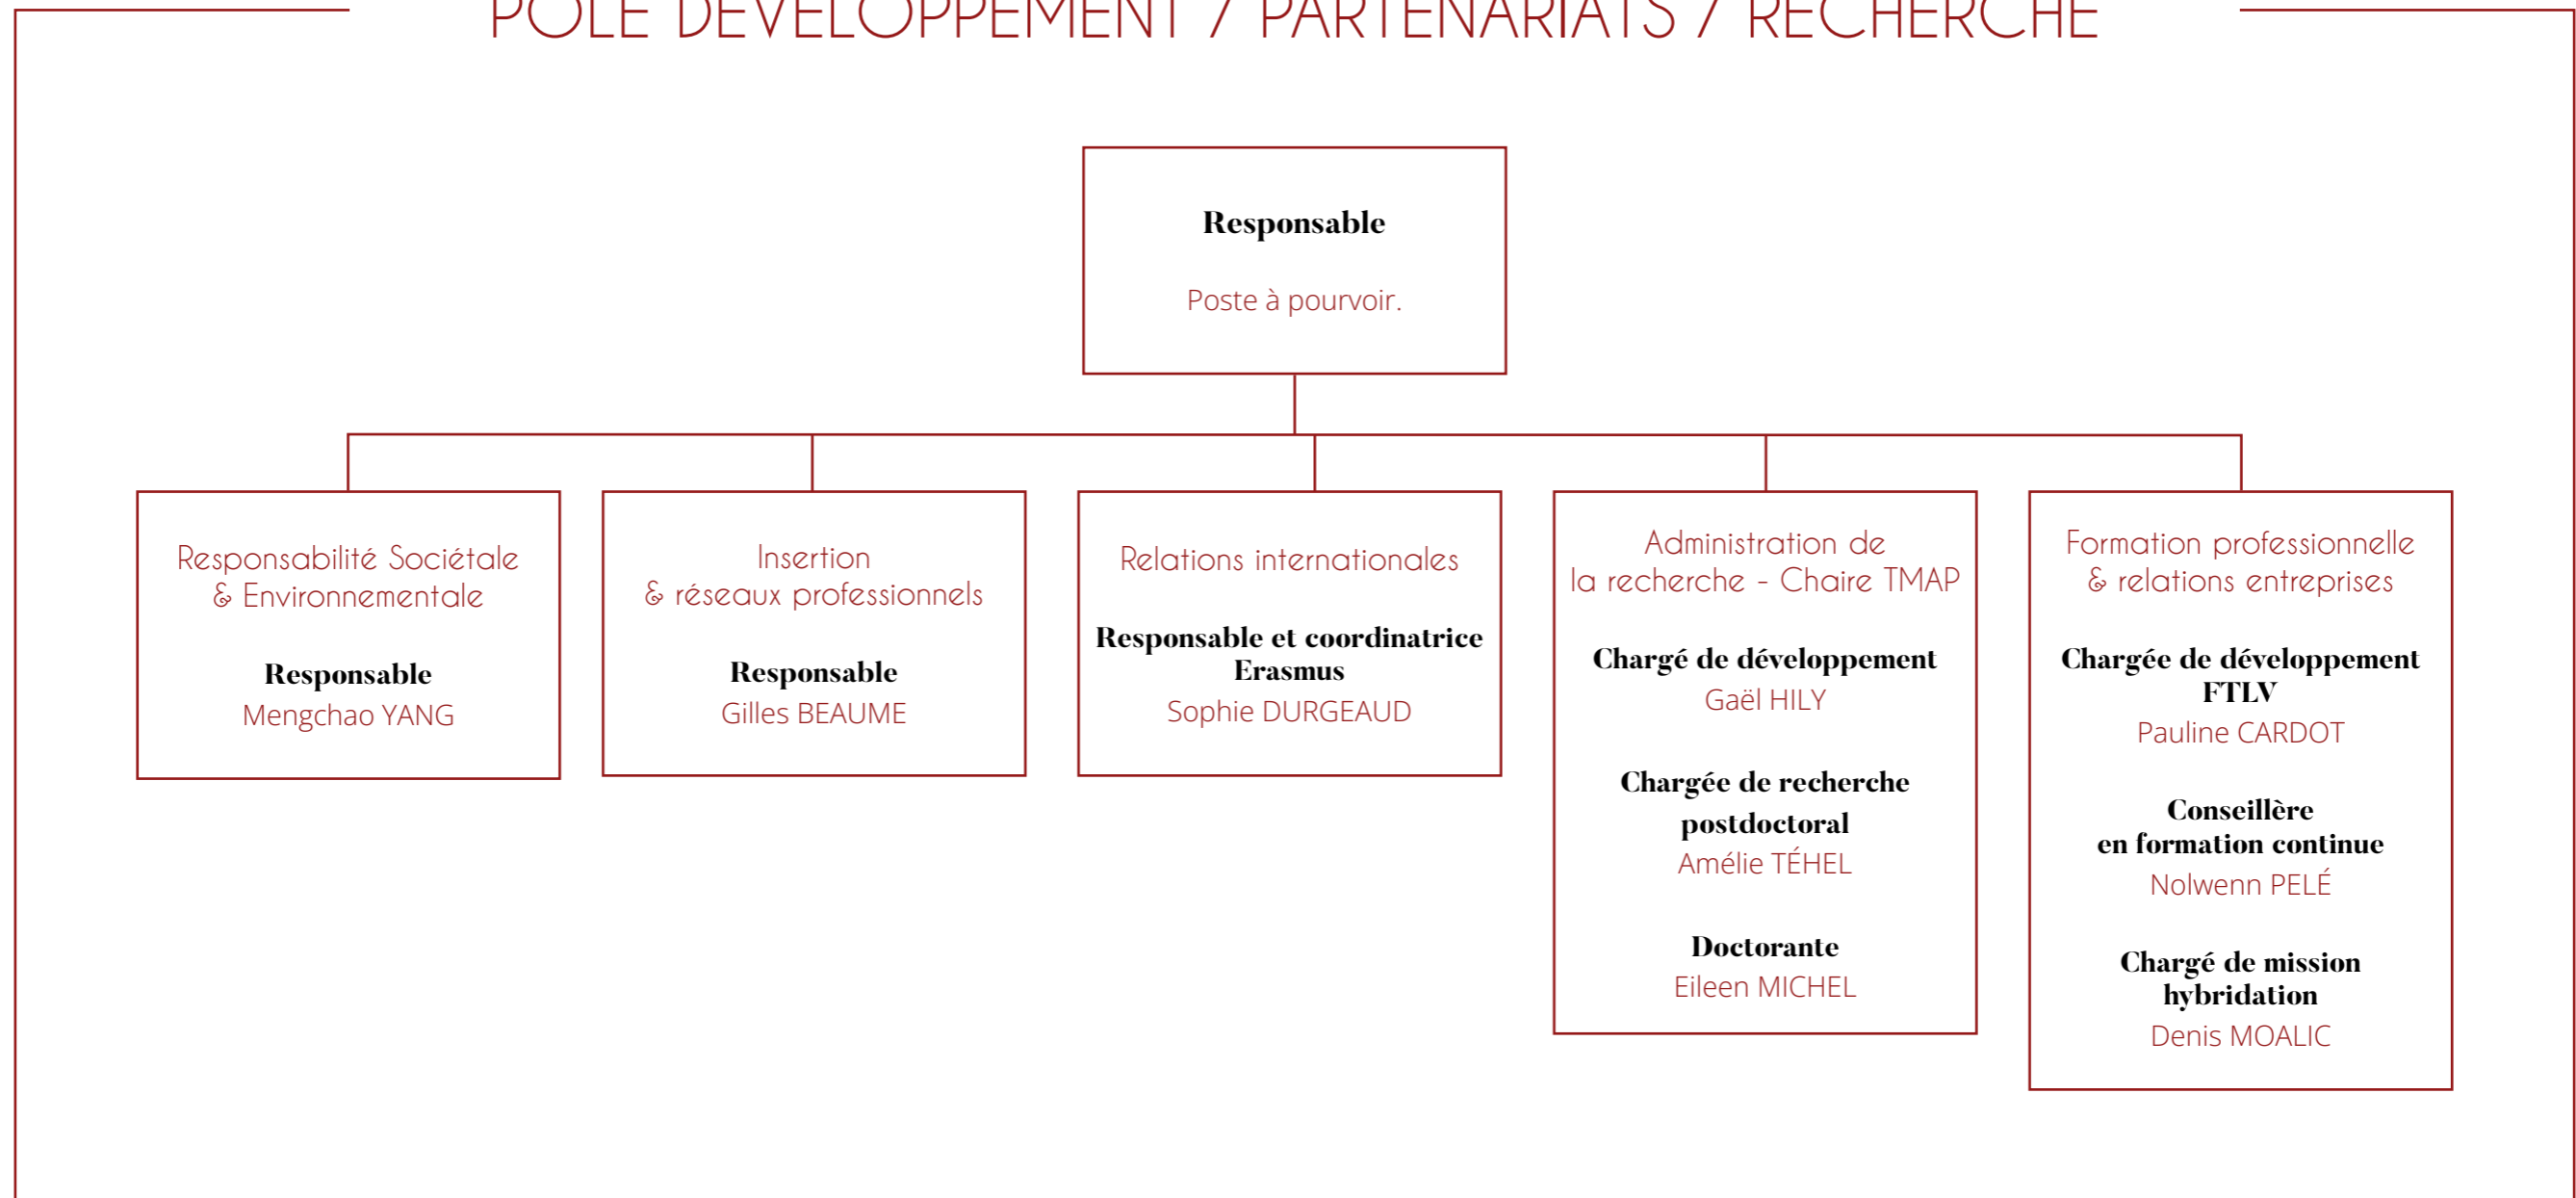 PÔLE DÉVELOPPEMENT / PARTENARIATS / RECHERCHE
Responsable
Poste à pourvoir.
Responsabilité Sociétale
& Environnementale
Responsable
Mengchao YANG
Insertion
& réseaux professionnels
Responsable
Gilles BEAUME
Relations internationales
Responsable et coordinatrice
Erasmus
Sophie DURGEAUD
Administration de
la recherche - Chaire TMAP
Chargé de développement
Gaël HILY
Chargée de recherche
postdoctoral
Amélie TÉHEL
Doctorante
Eileen MICHEL
Formation professionnelle
& relations entreprises
Chargée de développement
FTLV
Pauline CARDOT
Conseillère
en formation continue
Nolwenn PELÉ
Chargé de mission
hybridation
Denis MOALIC